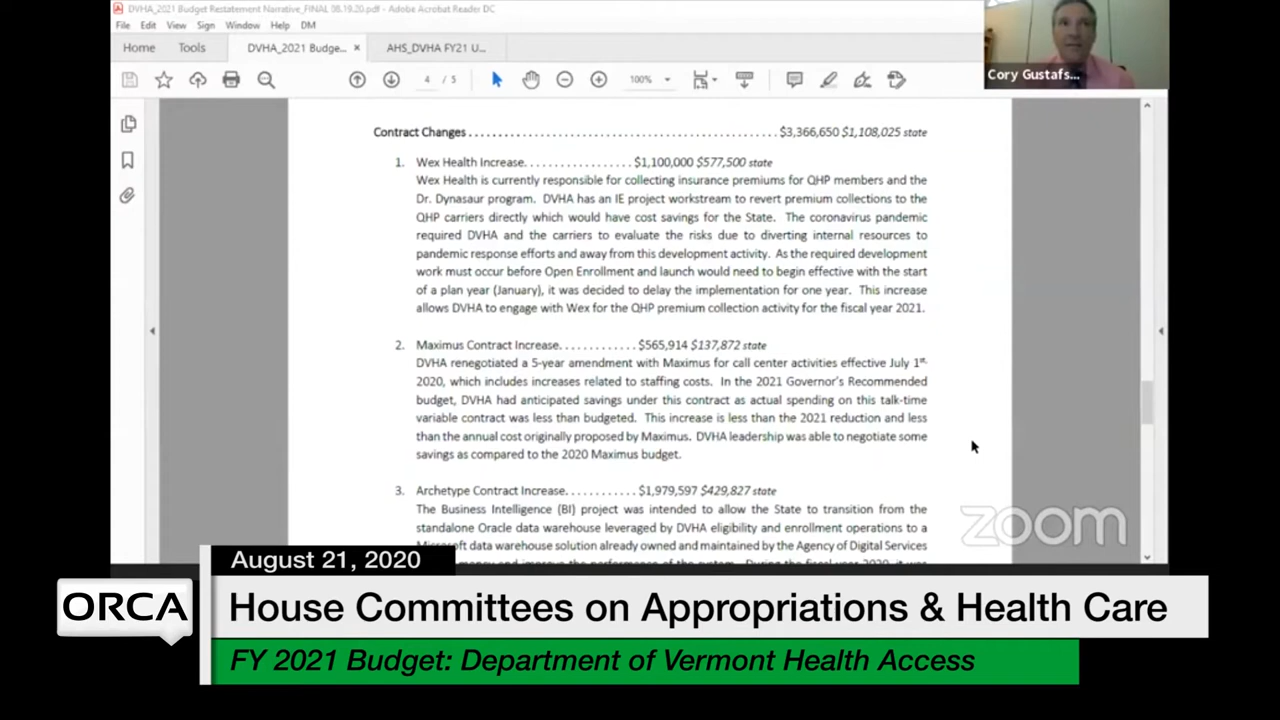 DVHA_2021 Budget Restatement Narrative_FINAL 08.19.20.pdf - Adobe Acrobat Reader DC
File Edit View Sign Window Help DM
Home Tools DVHA_2021 Budge... × AHS_DVHA FY21 U...
4 / 5 100%
Cory Gustafs...
Contract Changes . . . . . . . . . . . . . . . . . . . . . . . . . . . . . . . . . . . . . . . . . . . . . . . . . $3,366,650 $1,108,025 state
1. Wex Health Increase. . . . . . . . . . . . . . . . . $1,100,000 $577,500 state
Wex Health is currently responsible for collecting insurance premiums for QHP members and the
Dr. Dynasaur program. DVHA has an IE project workstream to revert premium collections to the
QHP carriers directly which would have cost savings for the State. The coronavirus pandemic
required DVHA and the carriers to evaluate the risks due to diverting internal resources to
pandemic response efforts and away from this development activity. As the required development
work must occur before Open Enrollment and launch would need to begin effective with the start
of a plan year (January), it was decided to delay the implementation for one year. This increase
allows DVHA to engage with Wex for the QHP premium collection activity for the fiscal year 2021.
2. Maximus Contract Increase. . . . . . . . . . . . $565,914 $137,872 state
DVHA renegotiated a 5-year amendment with Maximus for call center activities effective July 1st,
2020, which includes increases related to staffing costs. In the 2021 Governor's Recommended
budget, DVHA had anticipated savings under this contract as actual spending on this talk-time
variable contract was less than budgeted. This increase is less than the 2021 reduction and less
than the annual cost originally proposed by Maximus. DVHA leadership was able to negotiate some
savings as compared to the 2020 Maximus budget.
3. Archetype Contract Increase. . . . . . . . . . . $1,979,597 $429,827 state
The Business Intelligence (BI) project was intended to allow the State to transition from the
standalone Oracle data warehouse leveraged by DVHA eligibility and enrollment operations to a
Microsoft data warehouse solution already owned and maintained by the Agency of Digital Services
zoom
August 21, 2020
ORCA House Committees on Appropriations & Health Care
FY 2021 Budget: Department of Vermont Health Access